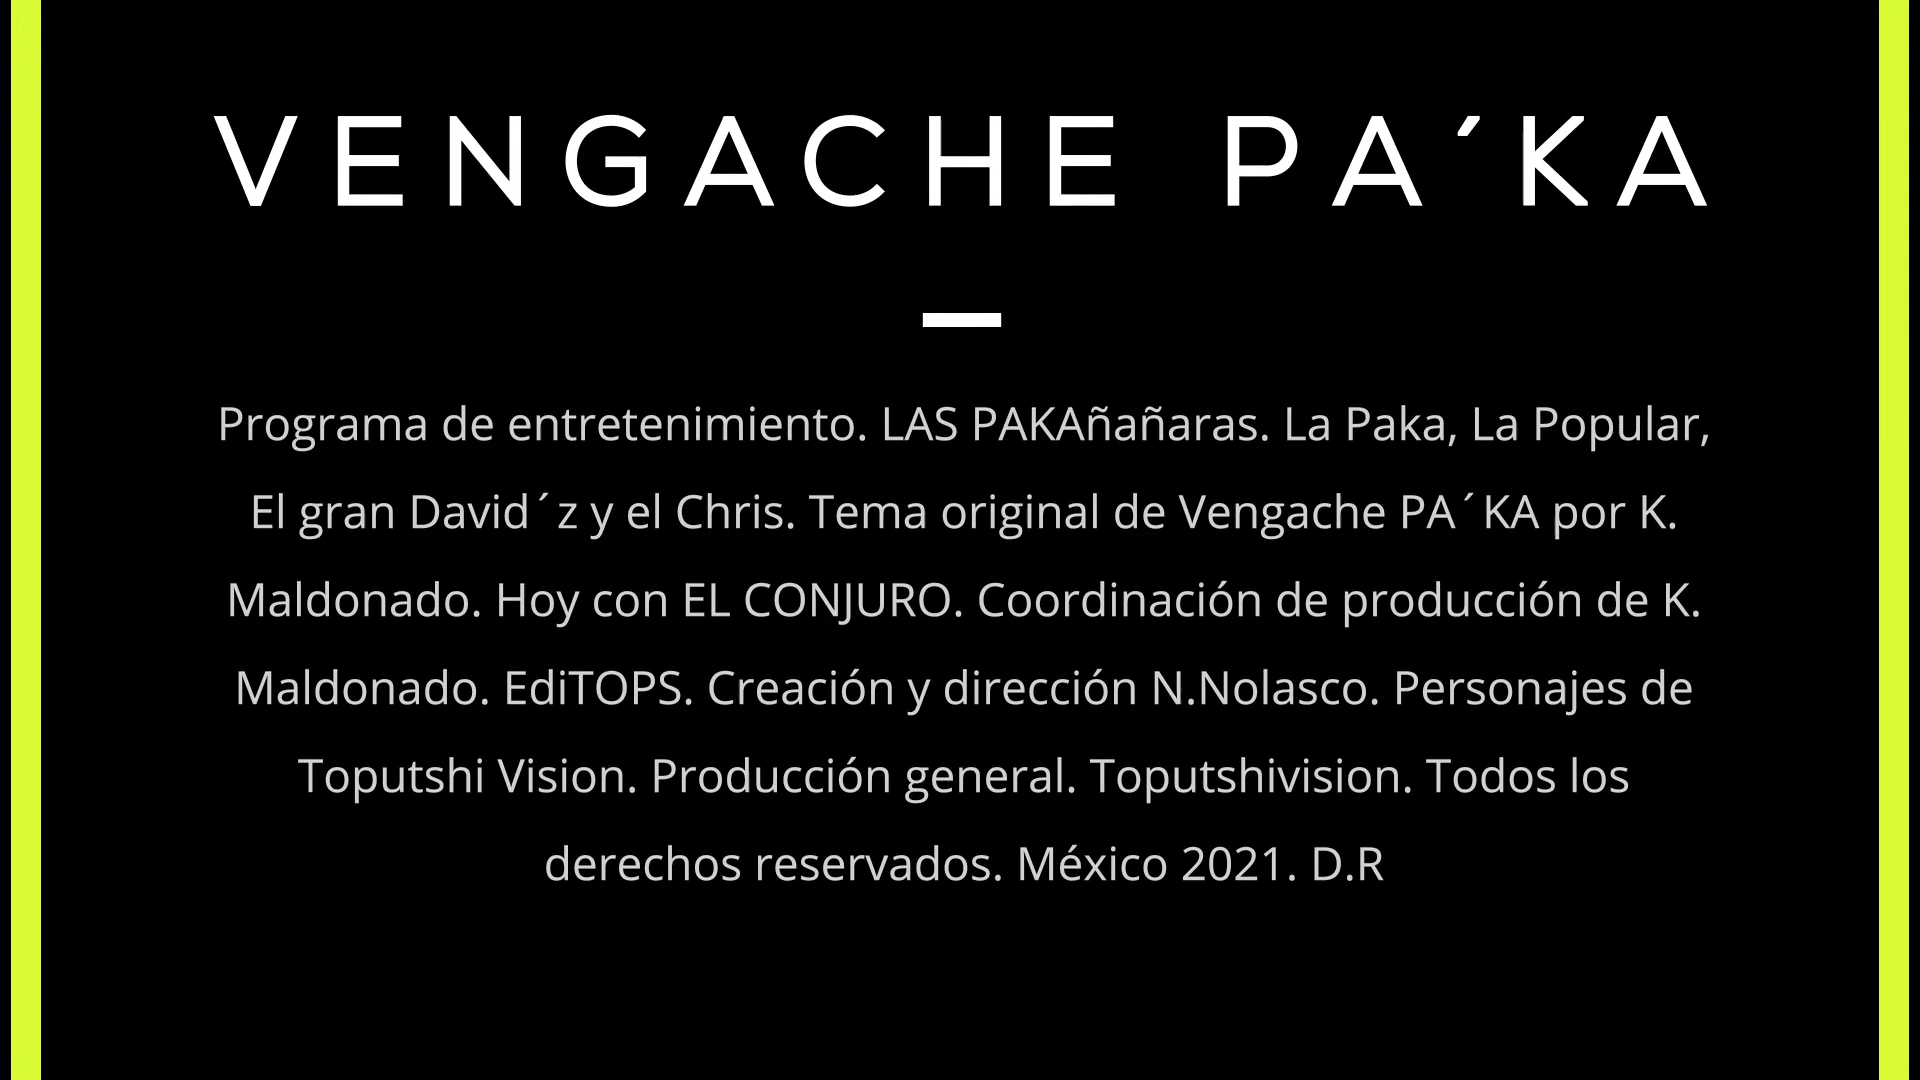 VENGACHE PA´KA
Programa de entretenimiento. LAS PAKAñañaras. La Paka, La Popular,
El gran David´z y el Chris. Tema original de Vengache PA´KA por K.
Maldonado. Hoy con EL CONJURO. Coordinación de producción de K.
Maldonado. EdiTOPS. Creación y dirección N.Nolasco. Personajes de
Toputshi Vision. Producción general. Toputshivision. Todos los
derechos reservados. México 2021. D.R